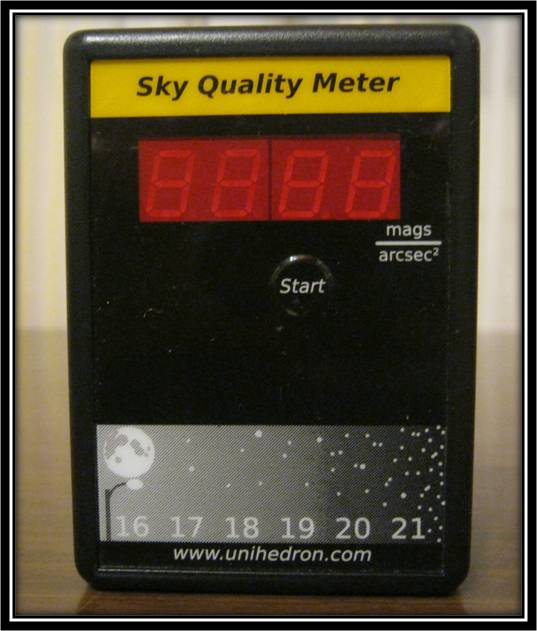 Sky Quality Meter
mags
arcsec²
Start
16 17 18 19 20 21
www.unihedron.com